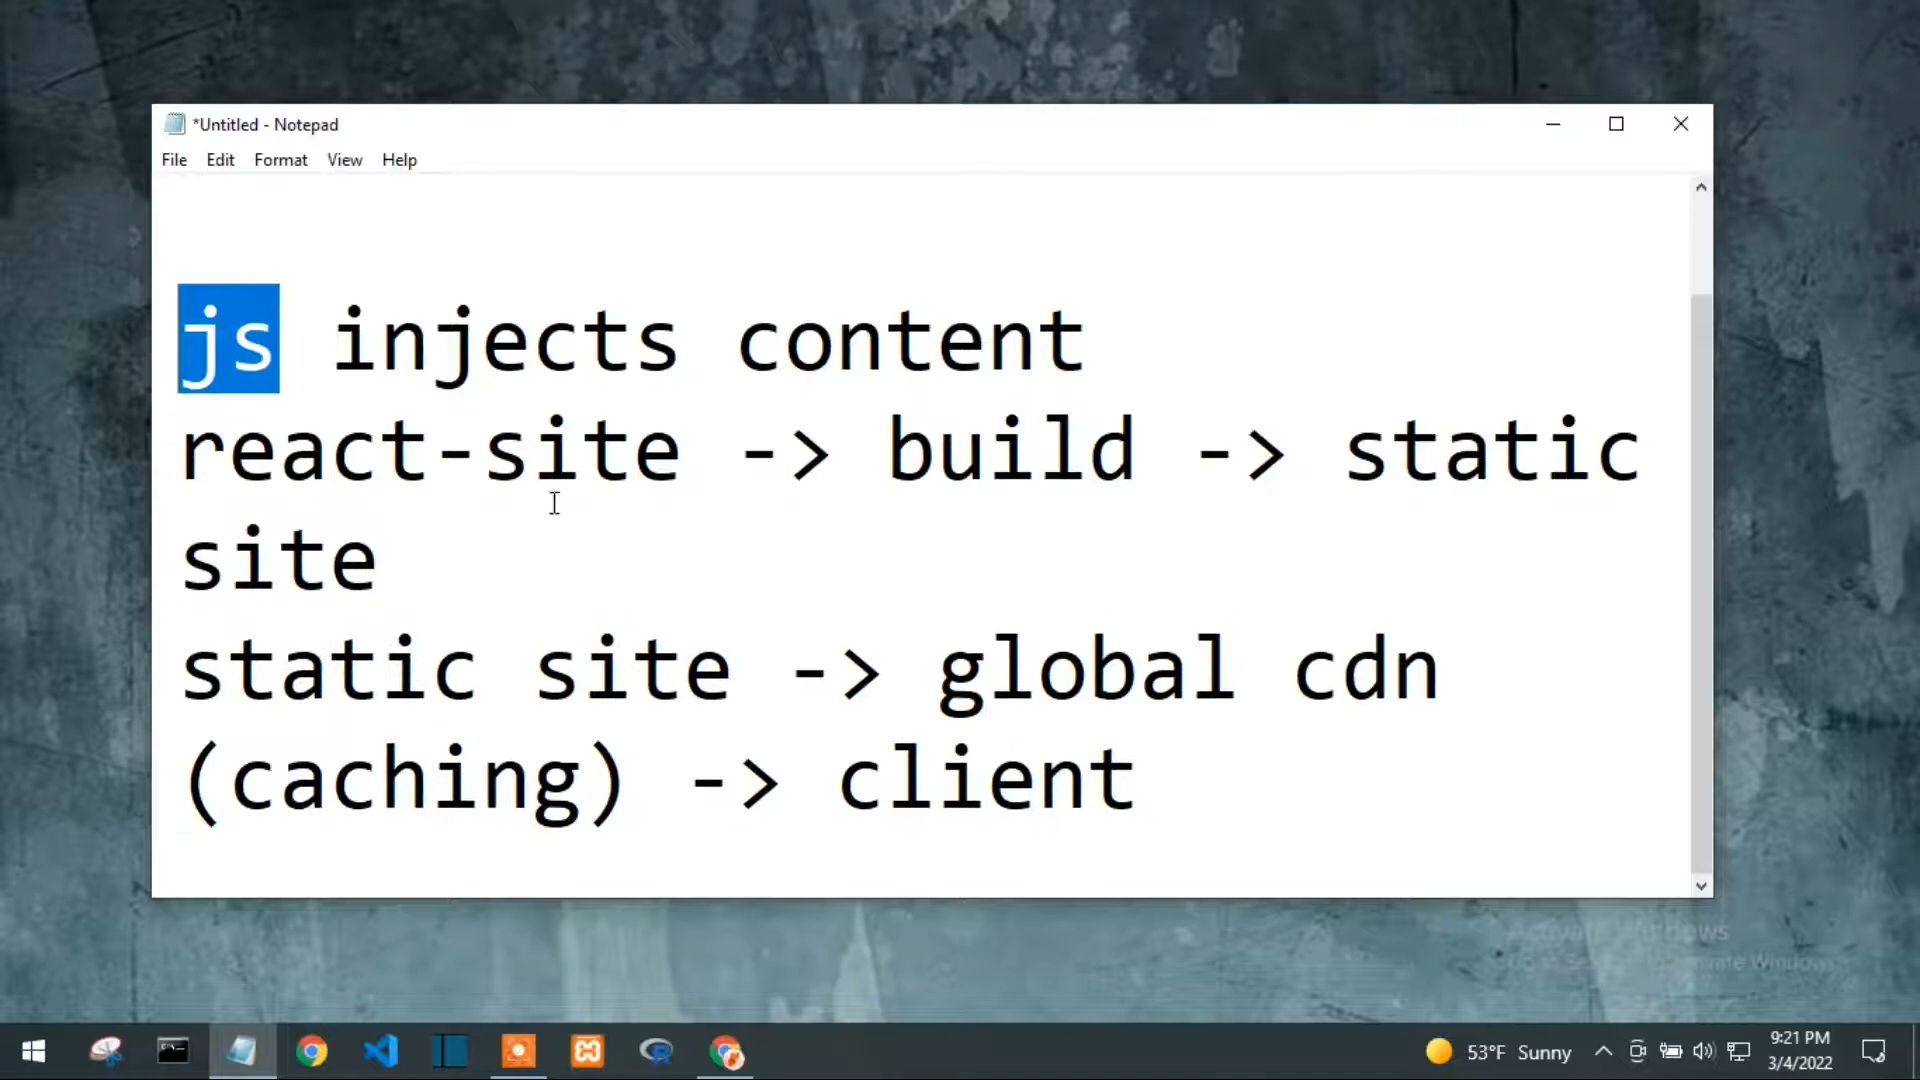 *Untitled - Notepad
File Edit Format View Help
js injects content
react-site -> build -> static
site
static site -> global cdn
(caching) -> client
53°F Sunny
9:21 PM
3/4/2022